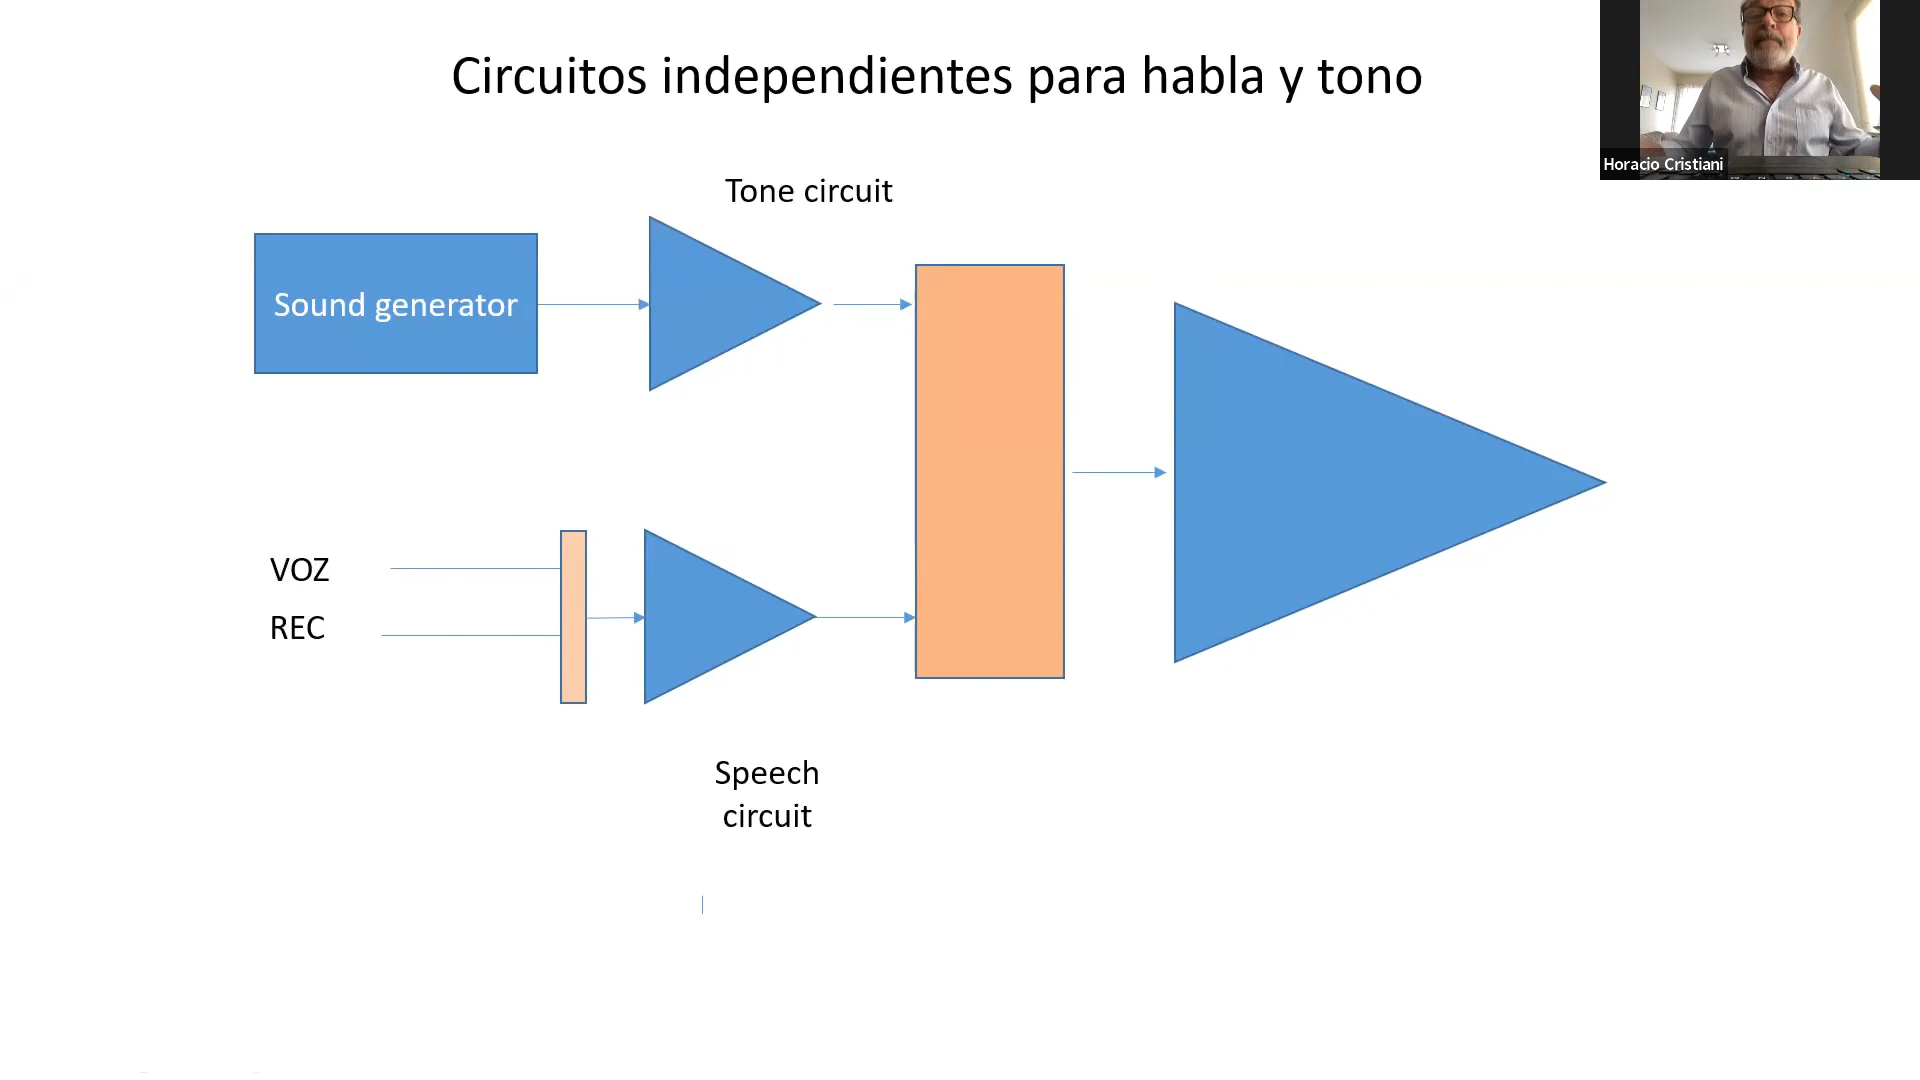 Circuitos independientes para habla y tono
Horacio Cristiani
Tone circuit
Sound generator
VOZ
REC
Speech
circuit